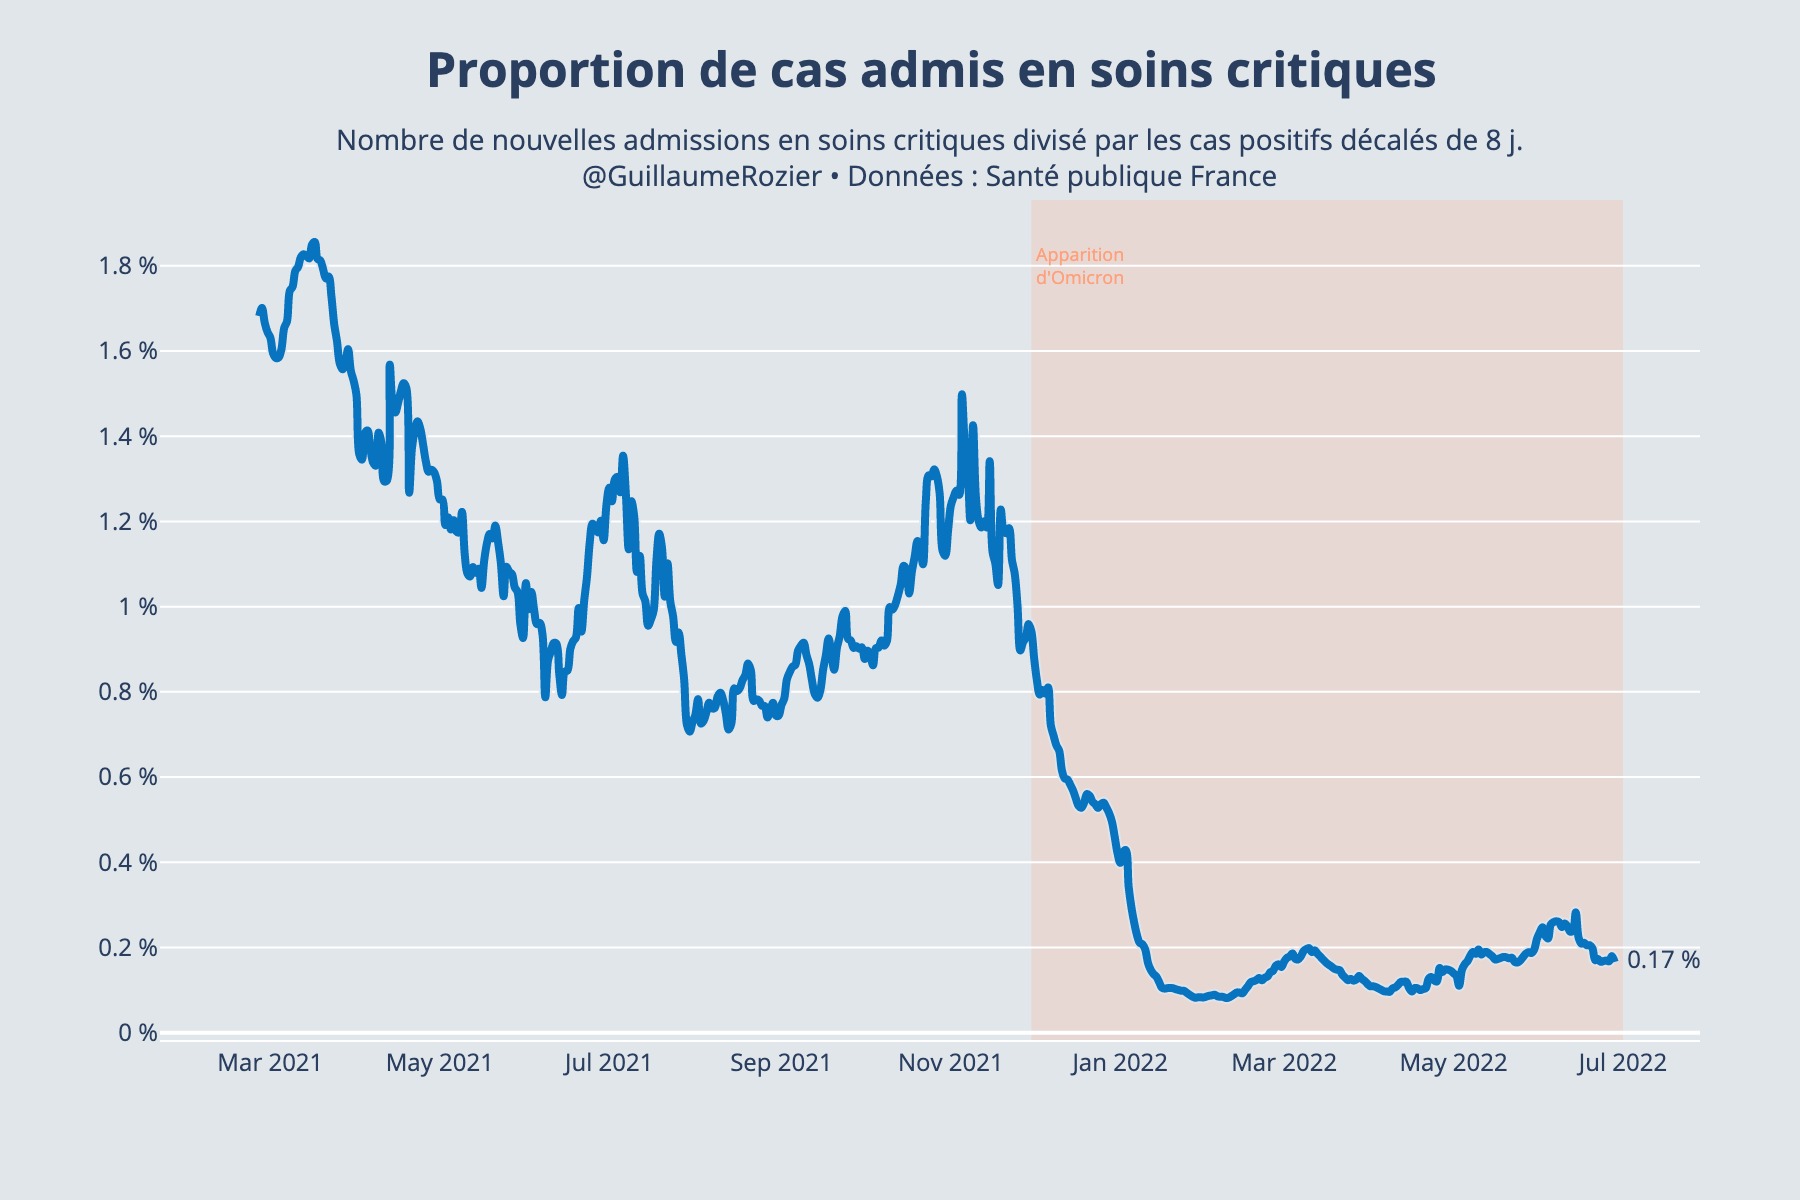 Proportion de cas admis en soins critiques
Nombre de nouvelles admissions en soins critiques divisé par les cas positifs décalés de 8 j.
@GuillaumeRozier • Données : Santé publique France
Apparition
d'Omicron
1.8 %
1.6 %
1.4 %
1.2 %
1 %
0.8 %
0.6 %
0.4 %
0.2 %
0.17 %
0 %
Mar 2021 May 2021 Jul 2021 Sep 2021 Nov 2021 Jan 2022 Mar 2022 May 2022 Jul 2022